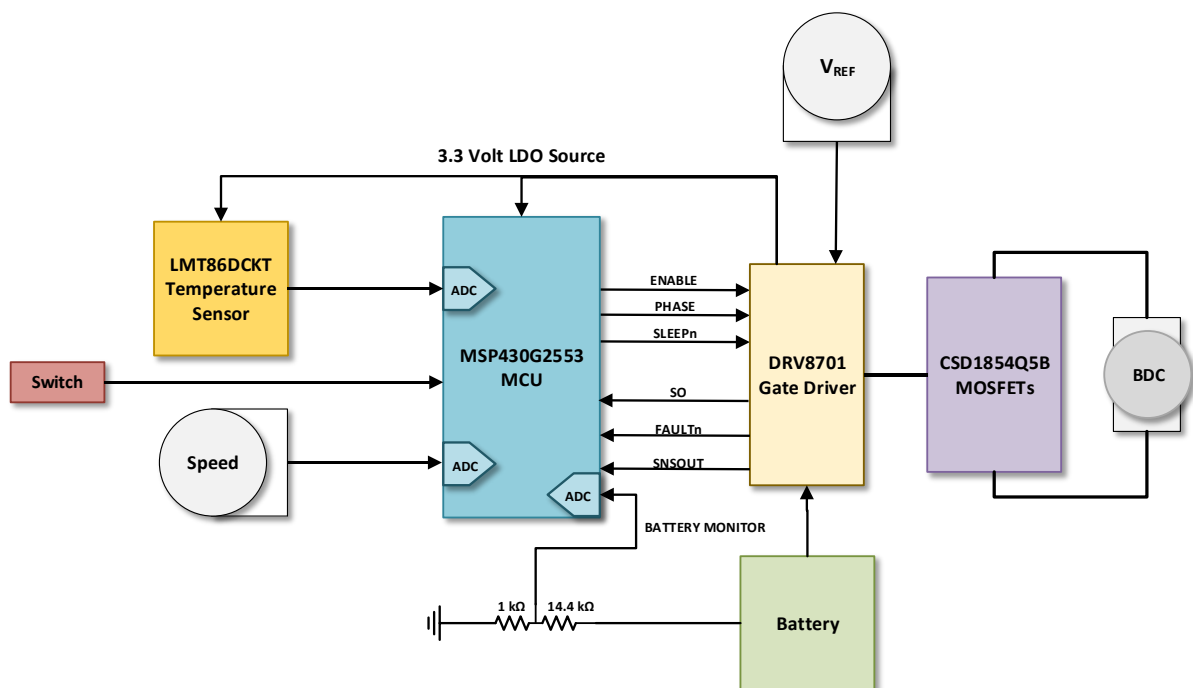 VREF
3.3 Volt LDO Source
LMT86DCKT
Temperature
Sensor
ADC
ENABLE
PHASE
SLEEPn
MSP430G2553
MCU
DRV8701
Gate Driver
CSD1854Q5B
MOSFETs
BDC
Switch
SO
FAULTn
SNSOUT
Speed
ADC
ADC
BATTERY MONITOR
1 kΩ
14.4 kΩ
Battery